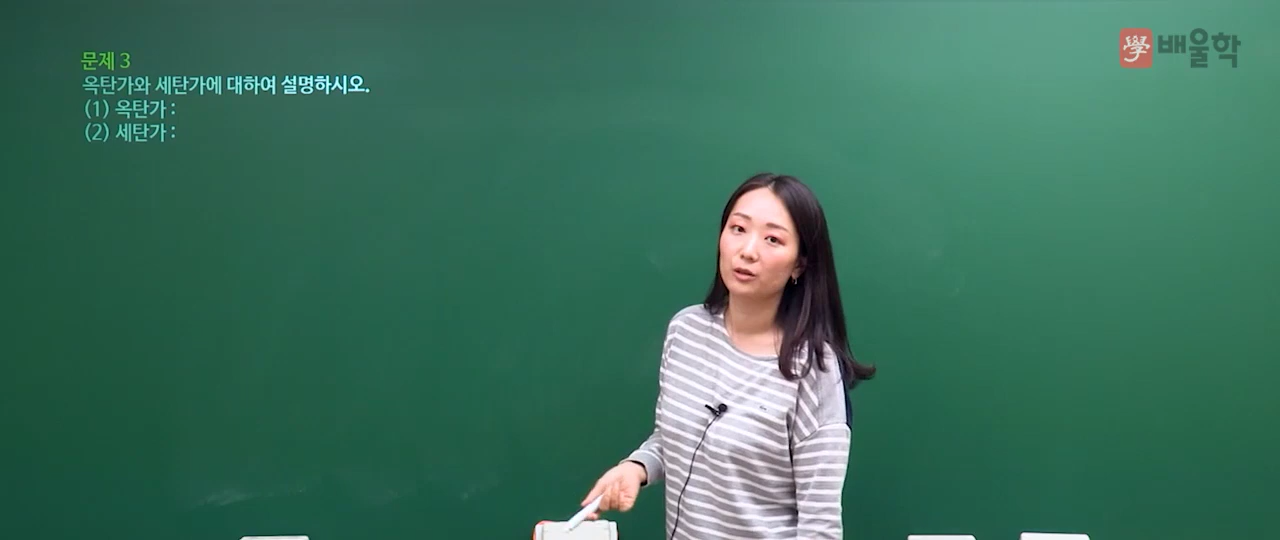 문제 3
옥탄가와 세탄가에 대하여 설명하시오.
(1) 옥탄가 :
(2) 세탄가 :
學 배울학